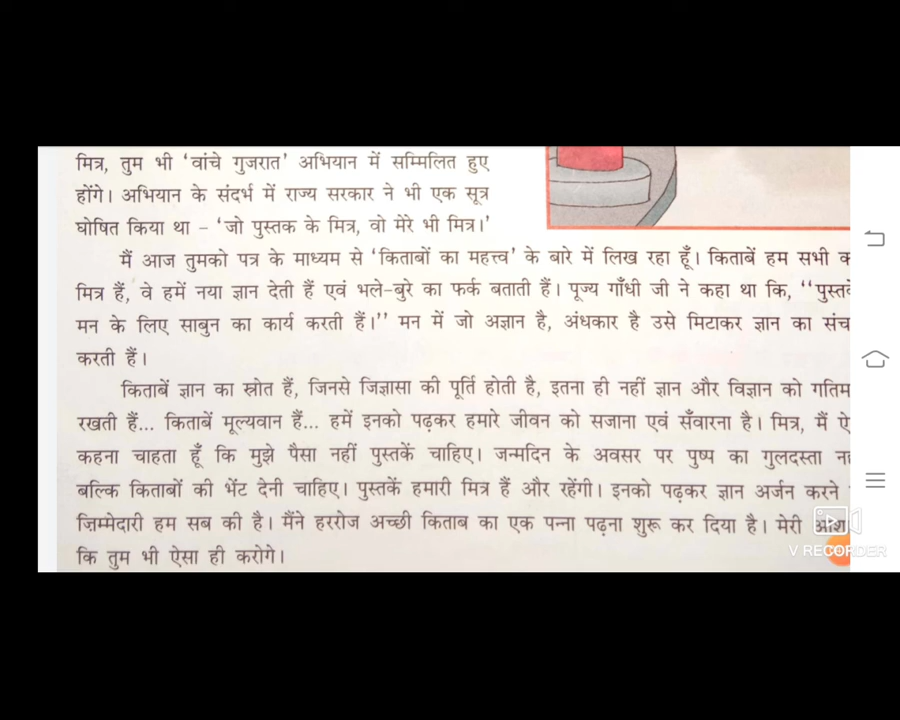 मित्र, तुम भी ‘वांचे गुजरात’ अभियान में सम्मिलित हुए
होंगे। अभियान के संदर्भ में राज्य सरकार ने भी एक सूत्र
घोषित किया था – ‘जो पुस्तक के मित्र, वो मेरे भी मित्र।’
मैं आज तुमको पत्र के माध्यम से ‘किताबों का महत्त्व’ के बारे में लिख रहा हूँ। किताबें हम सभी
मित्र हैं, वे हमें नया ज्ञान देती हैं एवं भले-बुरे का फर्क बताती हैं। पूज्य गाँधी जी ने कहा था कि,
मन के लिए साबुन का कार्य करती हैं।’’ मन में जो अज्ञान है, अंधकार है उसे मिटाकर ज्ञान का
करती हैं।
किताबें ज्ञान का स्रोत हैं, जिनसे जिज्ञासा की पूर्ति होती है, इतना ही नहीं ज्ञान और विज्ञान को
रखती हैं... किताबें मूल्यवान हैं... हमें इनको पढ़कर हमारे जीवन को सजाना एवं सँवारना है। मित्र, मैं
कहना चाहता हूँ कि मुझे पैसा नहीं पुस्तकें चाहिए। जन्मदिन के अवसर पर पुष्प का गुलदस्ता
बल्कि किताबों की भेंट देनी चाहिए। पुस्तकें हमारी मित्र हैं और रहेंगी। इनको पढ़कर ज्ञान अर्जन करने
ज़िम्मेदारी हम सब की है। मैंने हररोज अच्छी किताब का एक पन्ना पढ़ना शुरू कर दिया है। मेरी
कि तुम भी ऐसा ही करोगे।
V RECORDER